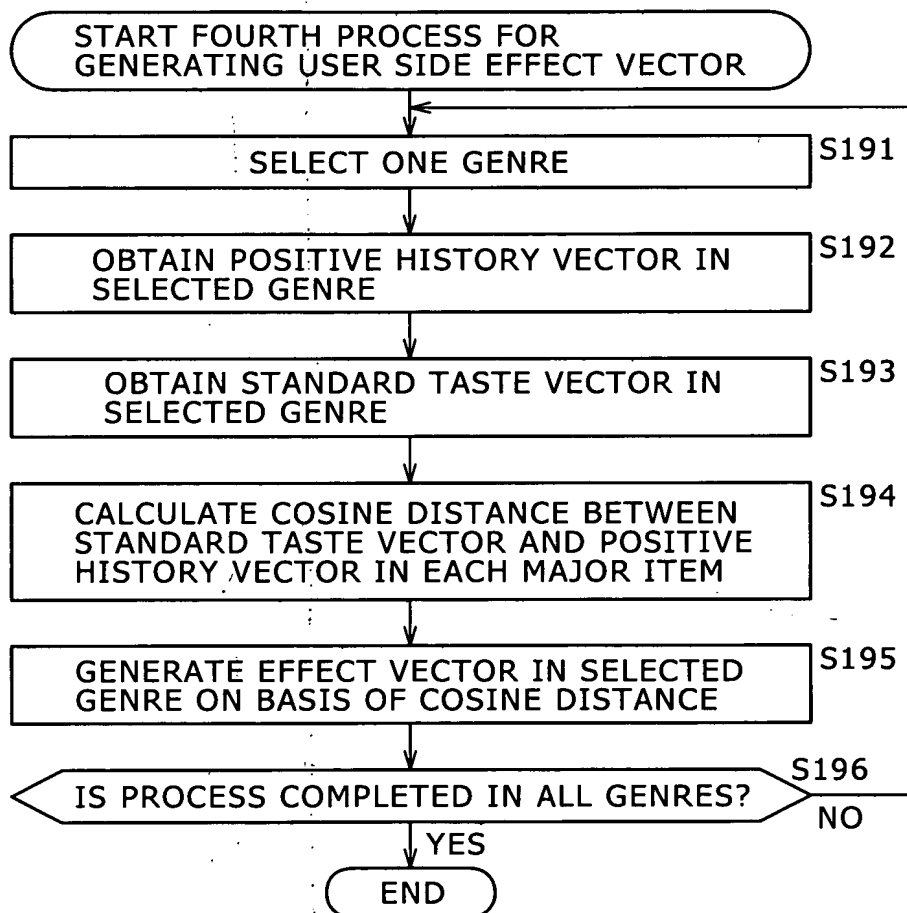 START FOURTH PROCESS FOR
GENERATING USER SIDE EFFECT VECTOR
SELECT ONE GENRE
S191
OBTAIN POSITIVE HISTORY VECTOR IN
SELECTED GENRE
S192
OBTAIN STANDARD TASTE VECTOR IN
SELECTED GENRE
S193
CALCULATE COSINE DISTANCE BETWEEN
STANDARD TASTE VECTOR AND POSITIVE
HISTORY VECTOR IN EACH MAJOR ITEM
S194
GENERATE EFFECT VECTOR IN SELECTED
GENRE ON BASIS OF COSINE DISTANCE
S195
IS PROCESS COMPLETED IN ALL GENRES?
S196
NO
YES
END